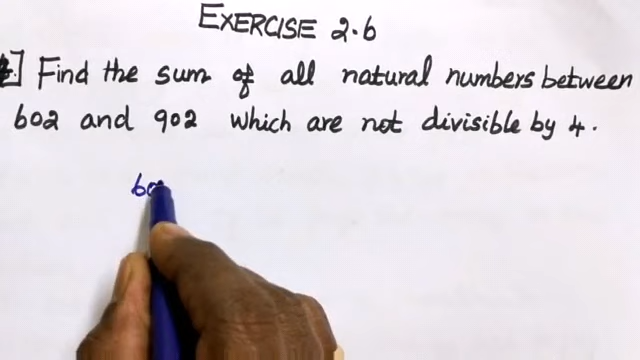 EXERCISE 2.6
Find the sum of all natural numbers between
602 and 902 which are not divisible by 4.
60